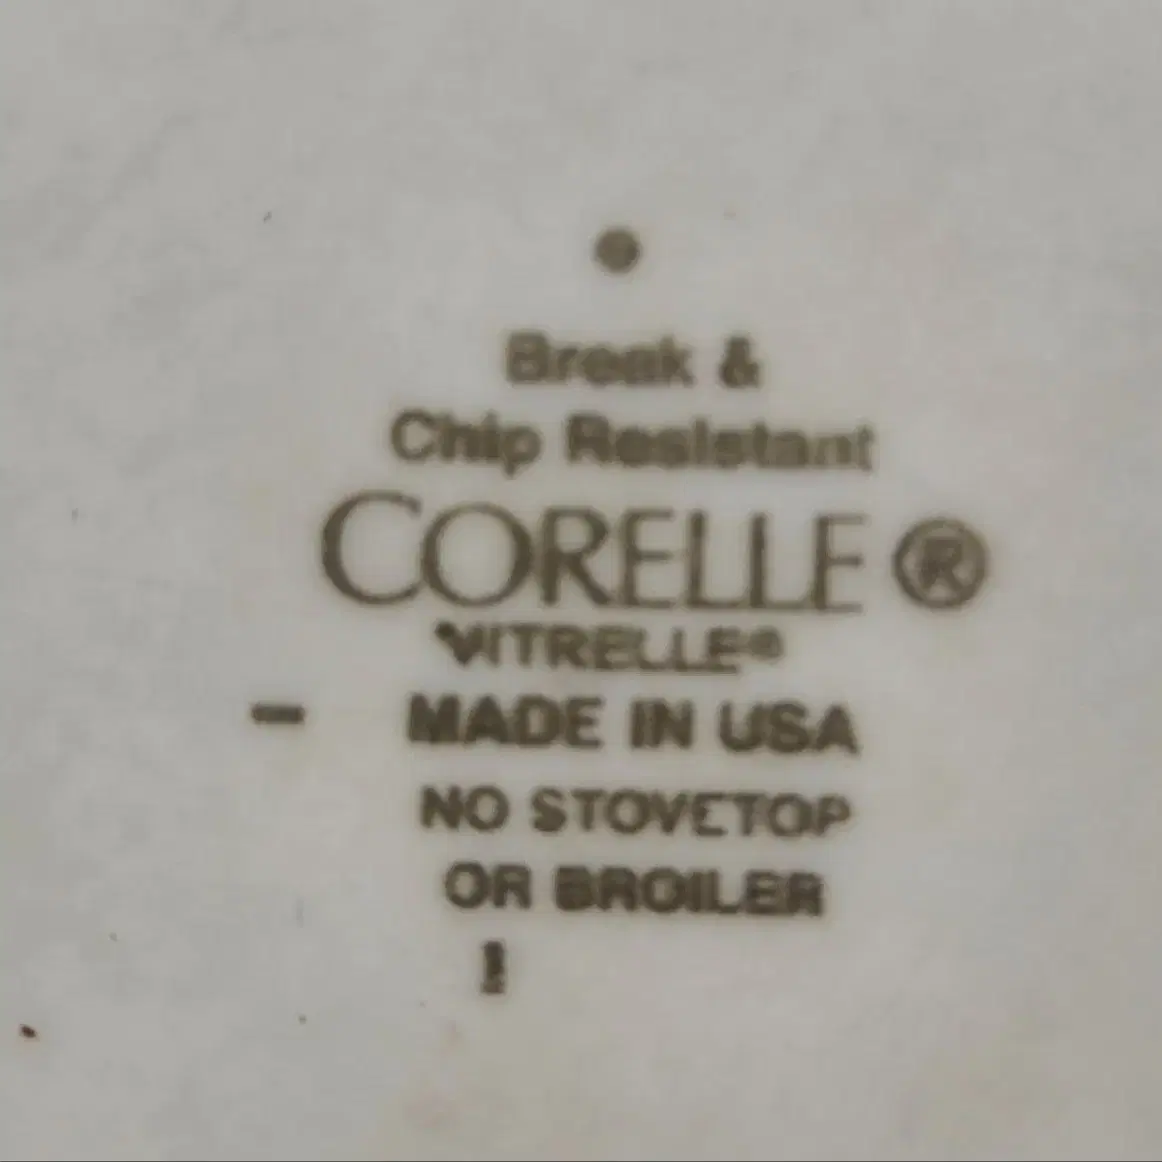 Break &
Chip Resistant
CORELLE ®
VITRELLE®
MADE IN USA
NO STOVETOP
OR BROILER